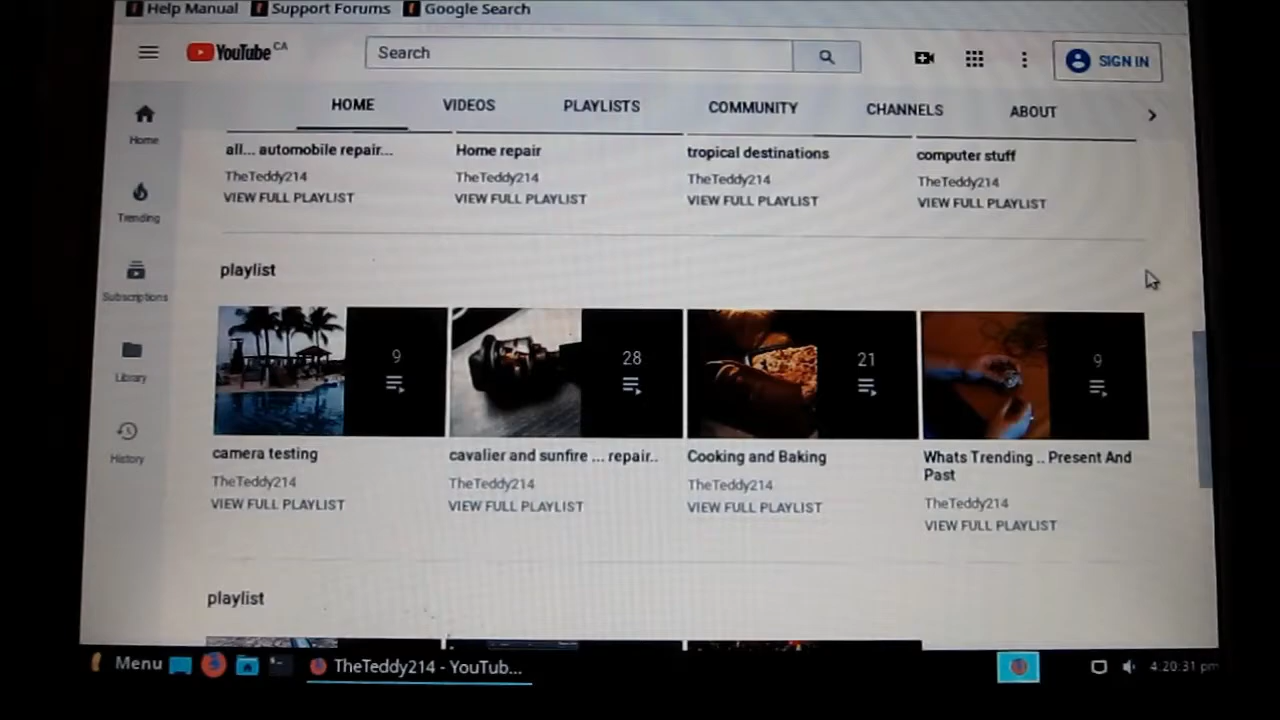 Help Manual Support Forums Google Search
YouTube CA Search SIGN IN
HOME VIDEOS PLAYLISTS COMMUNITY CHANNELS ABOUT
Home
Trending
Subscriptions
Library
History
all... automobile repair... Home repair tropical destinations computer stuff
TheTeddy214 TheTeddy214 TheTeddy214 TheTeddy214
VIEW FULL PLAYLIST VIEW FULL PLAYLIST VIEW FULL PLAYLIST VIEW FULL PLAYLIST
playlist
9 28 21 9
camera testing cavalier and sunfire ... repair.. Cooking and Baking Whats Trending .. Present And
Past
TheTeddy214 TheTeddy214 TheTeddy214 TheTeddy214
VIEW FULL PLAYLIST VIEW FULL PLAYLIST VIEW FULL PLAYLIST VIEW FULL PLAYLIST
playlist
Menu TheTeddy214 - YouTub... 4:20:31 pm